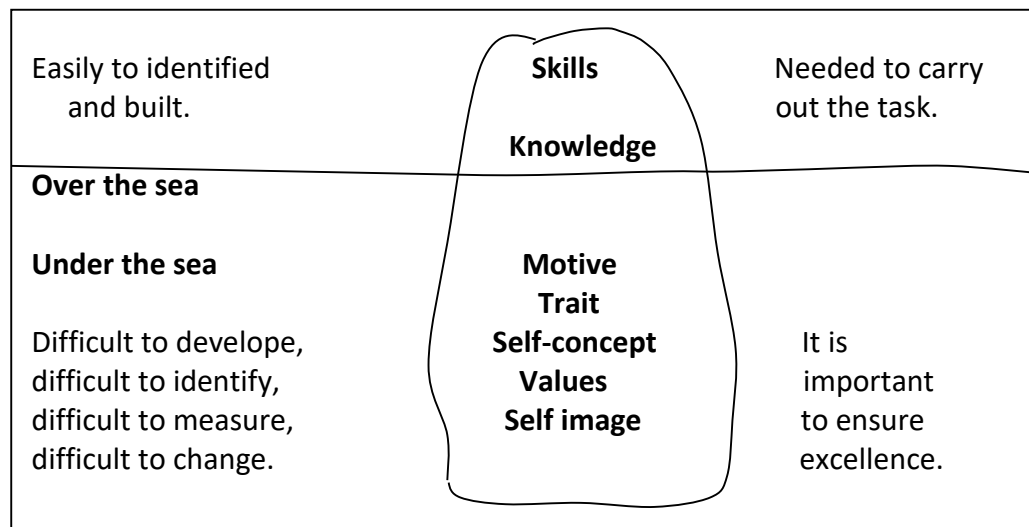 Easily to identified Skills Needed to carry
and built. out the task.
Knowledge
Over the sea
Under the sea Motive
Trait
Difficult to develope, Self-concept It is
difficult to identify, Values important
difficult to measure, Self image to ensure
difficult to change. excellence.